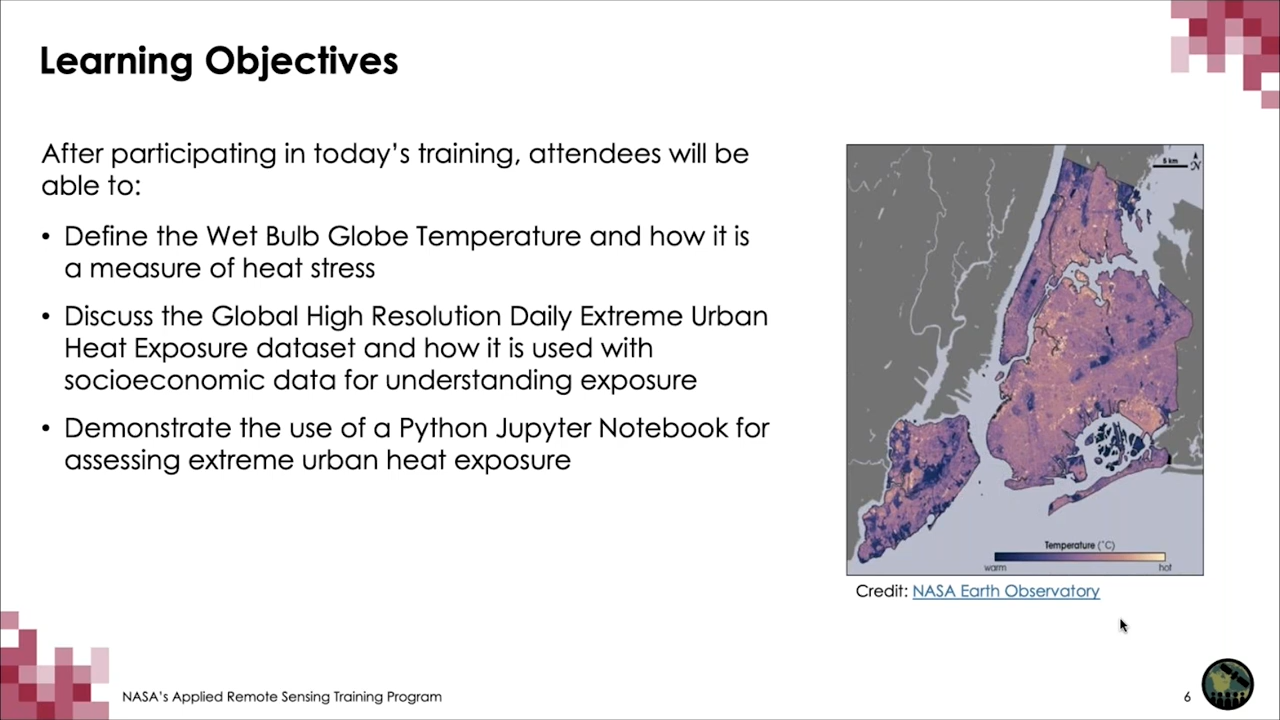 Learning Objectives
After participating in today's training, attendees will be
able to:
• Define the Wet Bulb Globe Temperature and how it is
a measure of heat stress
• Discuss the Global High Resolution Daily Extreme Urban
Heat Exposure dataset and how it is used with
socioeconomic data for understanding exposure
• Demonstrate the use of a Python Jupyter Notebook for
assessing extreme urban heat exposure
5 km
N
Temperature (°C)
warm hot
Credit: NASA Earth Observatory
NASA's Applied Remote Sensing Training Program
6